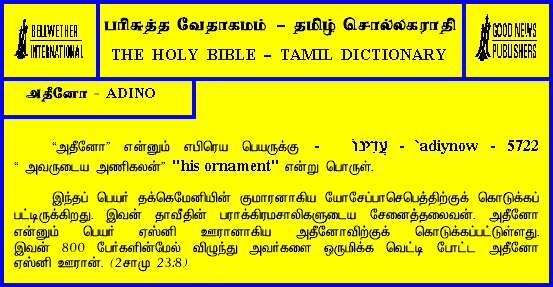 BELLWETHER
INTERNATIONAL
பரிசுத்த வேதாகமம் – தமிழ் சொல்லகராதி
THE HOLY BIBLE – TAMIL DICTIONARY
GOOD NEWS
PUBLISHERS
அதீனோ - ADINO
“அதீனோ” என்னும் எபிரெய பெயருக்கு - עֲדִינוֹ - `adiynow - 5722
“ அவருடைய அணிகலன்” "his ornament" என்று பொருள்.
இந்தப் பெயர் தக்கெமேனியின் குமாரனாகிய யோசேப்பாசெபெத்திற்குக் கொடுக்கப்
பட்டிருக்கிறது. இவன் தாவீதின் பராக்கிரமசாலிகளுடைய சேனைத்தலைவன். அதீனோ
என்னும் பெயர் ஏஸ்னி ஊரானாகிய அதீனோவிற்குக் கொடுக்கப்பட்டுள்ளது.
இவன் 800 பேர்களின்மேல் விழுந்து அவர்களை ஒருமிக்க வெட்டி போட்ட அதீனோ
ஏஸ்னி ஊரான். (2சாமு 23:8)